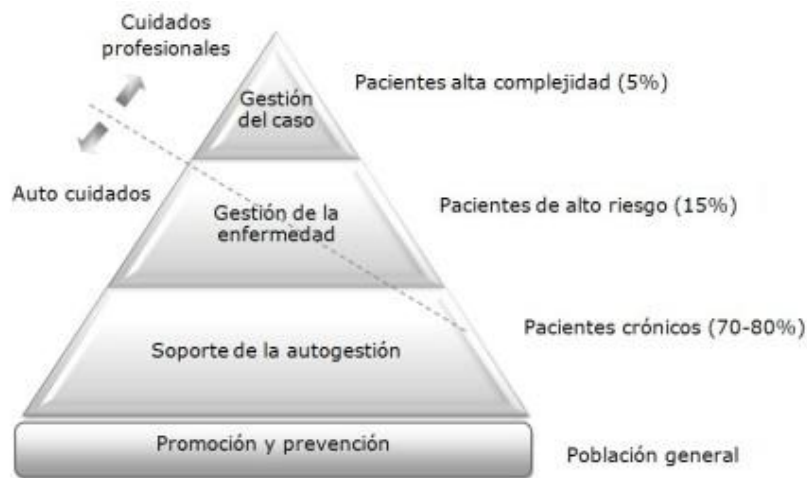 Cuidados
profesionales
Gestión
del caso
Pacientes alta complejidad (5%)
Auto cuidados
Gestión de la
enfermedad
Pacientes de alto riesgo (15%)
Soporte de la autogestión
Pacientes crónicos (70-80%)
Promoción y prevención
Población general